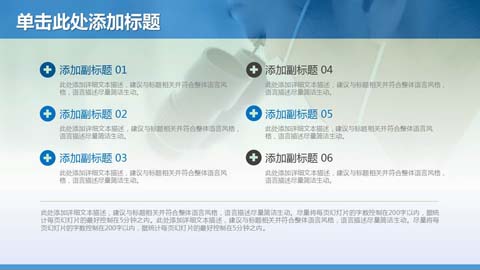 单击此处添加标题
添加副标题 01
此处添加详细文本描述，建议与标题相关并符合整体语言风
格，语言描述尽量简洁生动。
添加副标题 02
此处添加详细文本描述，建议与标题相关并符合整体语言风格，
语言描述尽量简洁生动。
添加副标题 03
此处添加详细文本描述，建议与标题相关并符合整体语言风
格，语言描述尽量简洁生动。
添加副标题 04
此处添加详细文本描述，建议与标题相关并符合整体语言风格，
语言描述尽量简洁生动。
添加副标题 05
此处添加详细文本描述，建议与标题相关并符合整体语言风格，
语言描述尽量简洁生动。
添加副标题 06
此处添加详细文本描述，建议与标题相关并符合整体语言风
格，语言描述尽量简洁生动。
此处添加详细文本描述，建议与标题相关并符合整体语言风格，语言描述尽量简洁生动。尽量将每页幻灯片的字数控制在200字以内，据统
计每页幻灯片的最好控制在5分钟之内。此处添加详细文本描述，建议与标题相关并符合整体语言风格，语言描述尽量简洁生动。尽量将每
页幻灯片的字数控制在200字以内，据统计每页幻灯片的最好控制在5分钟之内。